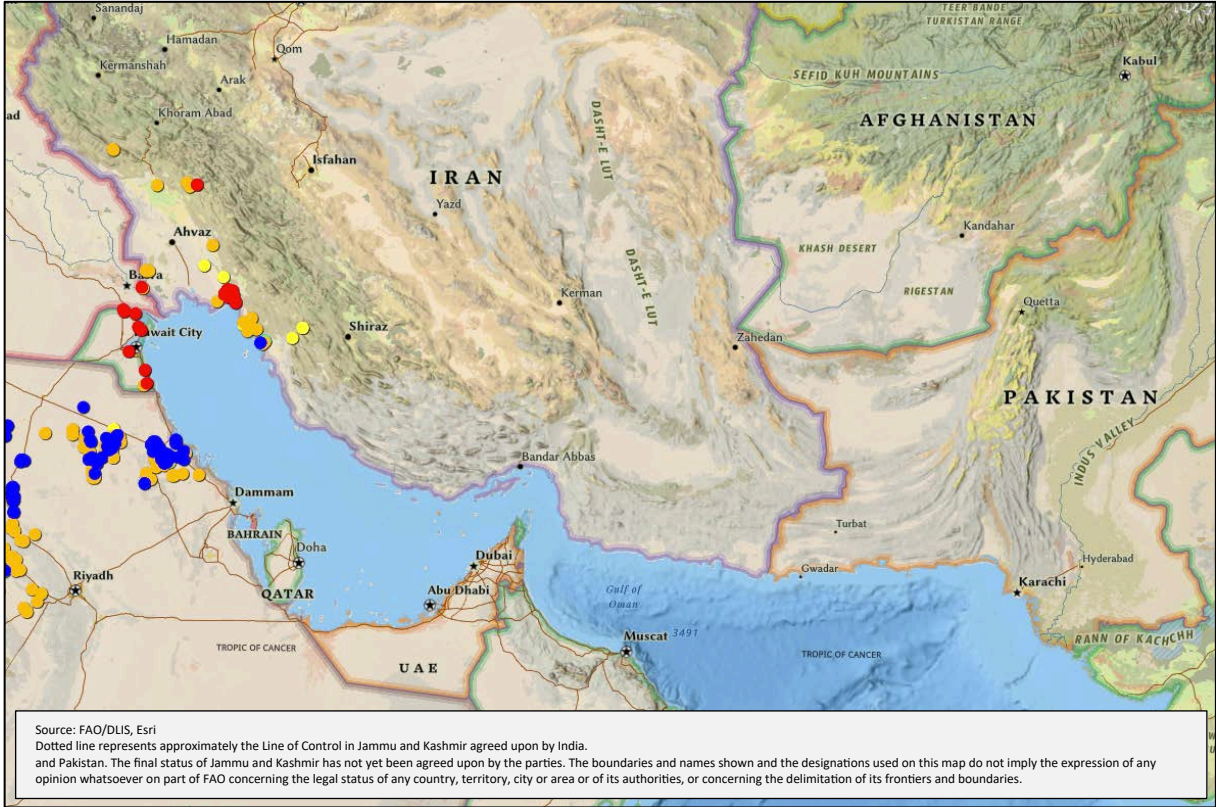 Sanandaj
TEER BANDE
TURKISTAN RANGE
Hamadan
Qom
Kabul
Kermanshah
SEFID KUH MOUNTAINS
Arak
ad
Khoram Abad
DASHT-E LUT
AFGHANISTAN
Isfahan
IRAN
Yazd
Kandahar
Ahvaz
KHASH DESERT
DASHT-E LUT
Basra
Kerman
RIGESTAN
Quetta
Kuwait City
Shiraz
Zahedan
PAKISTAN
INDUS VALLEY
Bandar Abbas
Dammam
Turbat
BAHRAIN
Doha
Dubai
Hyderabad
Gwadar
Riyadh
Karachi
QATAR
Abu Dhabi
Gulf of
Oman
Muscat
3491
RANN OF KACHCHH
TROPIC OF CANCER
TROPIC OF CANCER
UAE
Source: FAO/DLIS, Esri
Dotted line represents approximately the Line of Control in Jammu and Kashmir agreed upon by India.
and Pakistan. The final status of Jammu and Kashmir has not yet been agreed upon by the parties. The boundaries and names shown and the designations used on this map do not imply the expression of any
opinion whatsoever on part of FAO concerning the legal status of any country, territory, city or area or of its authorities, or concerning the delimitation of its frontiers and boundaries.